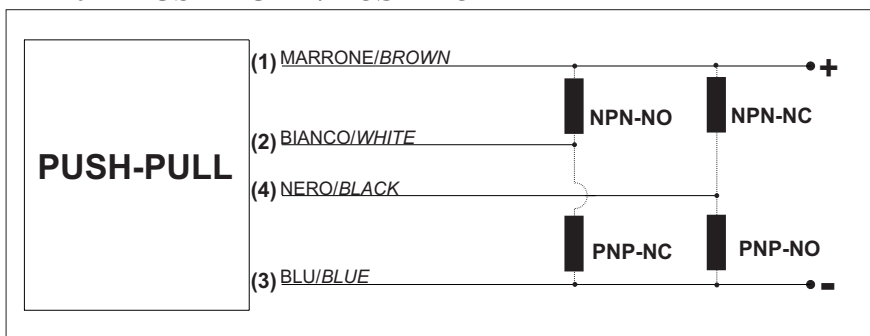 (1) MARRONE/BROWN
+
NPN-NO
NPN-NC
(2) BIANCO/WHITE
PUSH-PULL
(4) NERO/BLACK
PNP-NC
PNP-NO
(3) BLU/BLUE
-